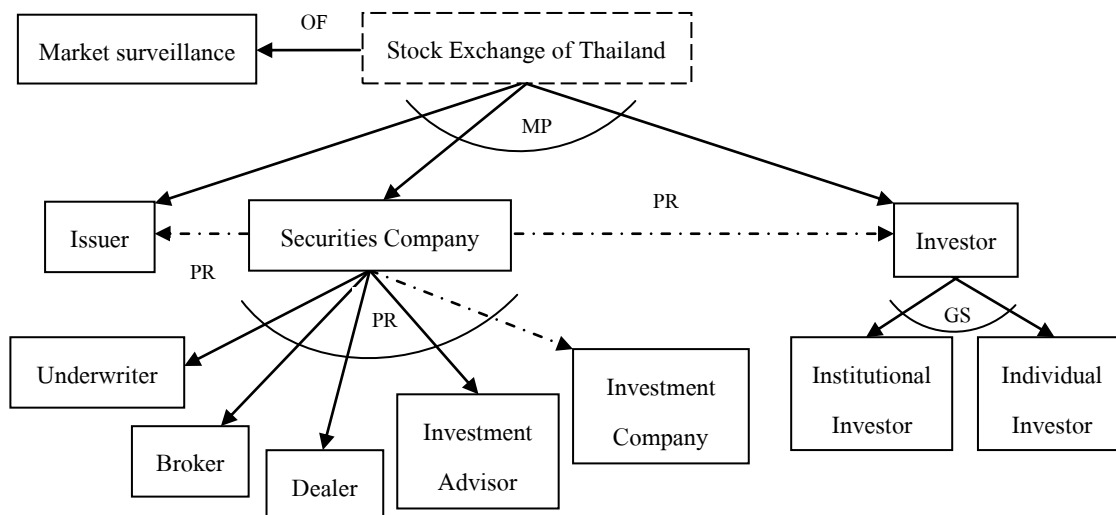 OF
Market surveillance
Stock Exchange of Thailand
MP
PR
Issuer
Securities Company
Investor
PR
PR
GS
Underwriter
Investment
Company
Institutional
Investor
Individual
Investor
Broker
Investment
Advisor
Dealer